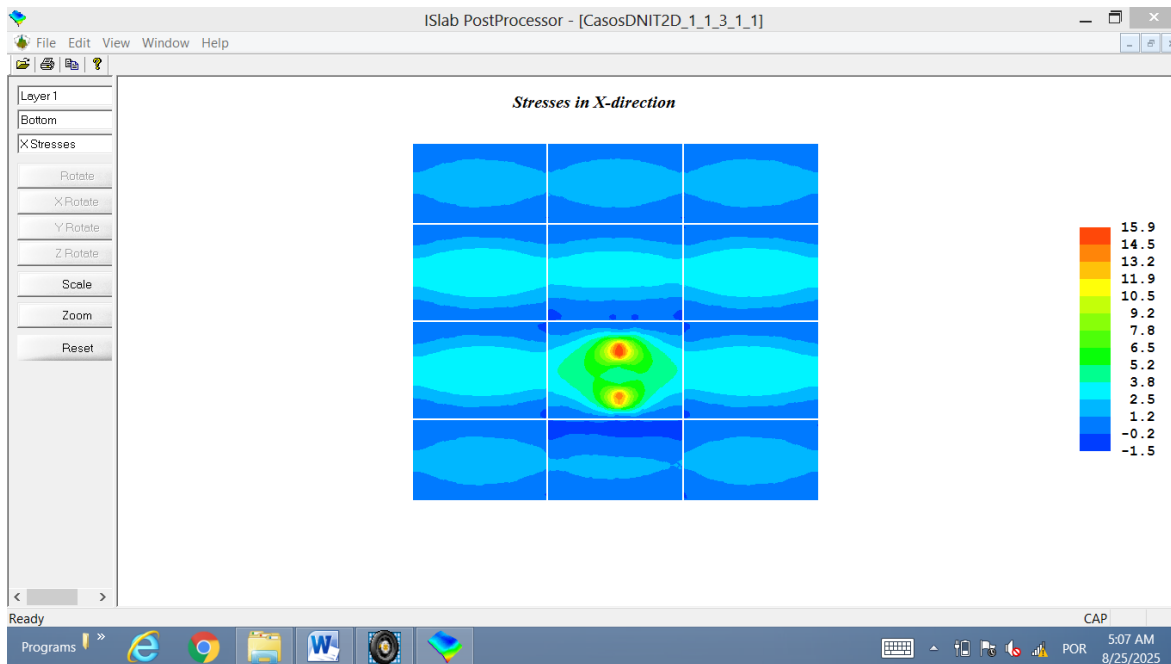 ISlab PostProcessor - [CasosDNIT2D_1_1_3_1_1]
File Edit View Window Help
Layer 1
Bottom
X Stresses
Rotate
X Rotate
Y Rotate
Z Rotate
Scale
Zoom
Reset
Stresses in X-direction
15.9
14.5
13.2
11.9
10.5
9.2
7.8
6.5
5.2
3.8
2.5
1.2
-0.2
-1.5
Ready
CAP
Programs
POR
5:07 AM
8/25/2025